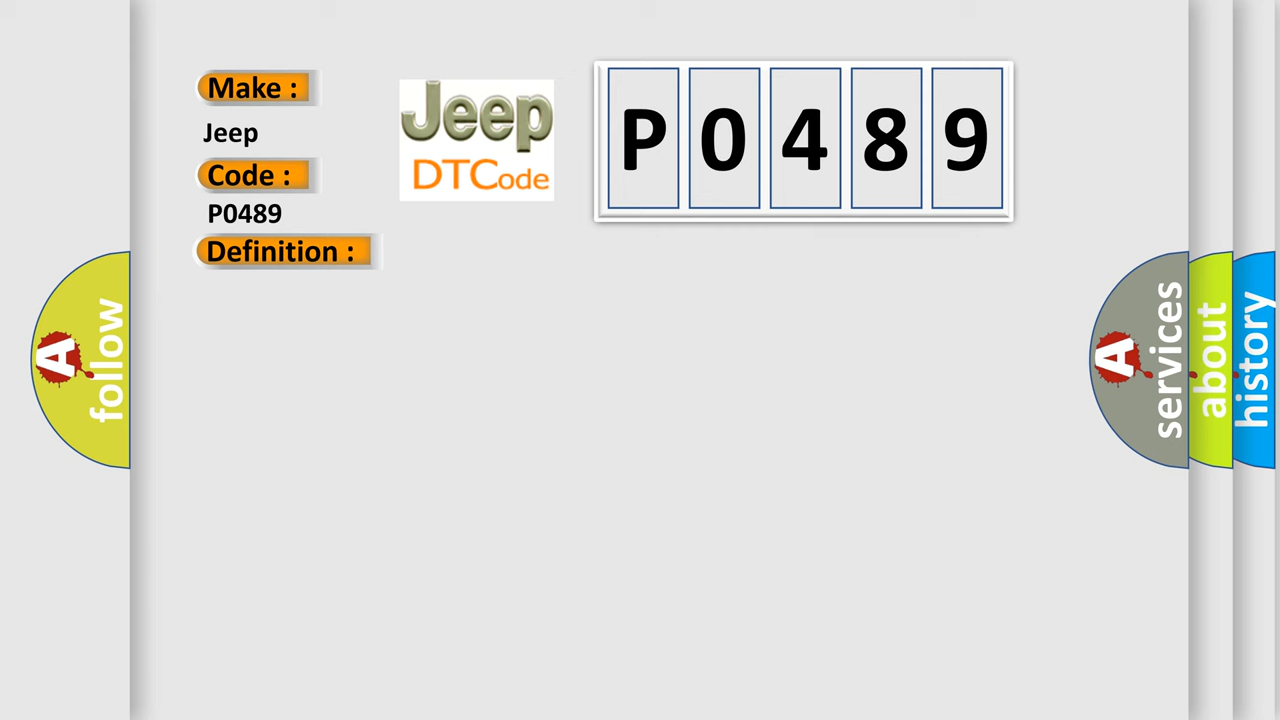 Make :
Jeep
Code :
P0489
Definition :
Jeep
DTCode
P0489
A
follow
A
services
about
history